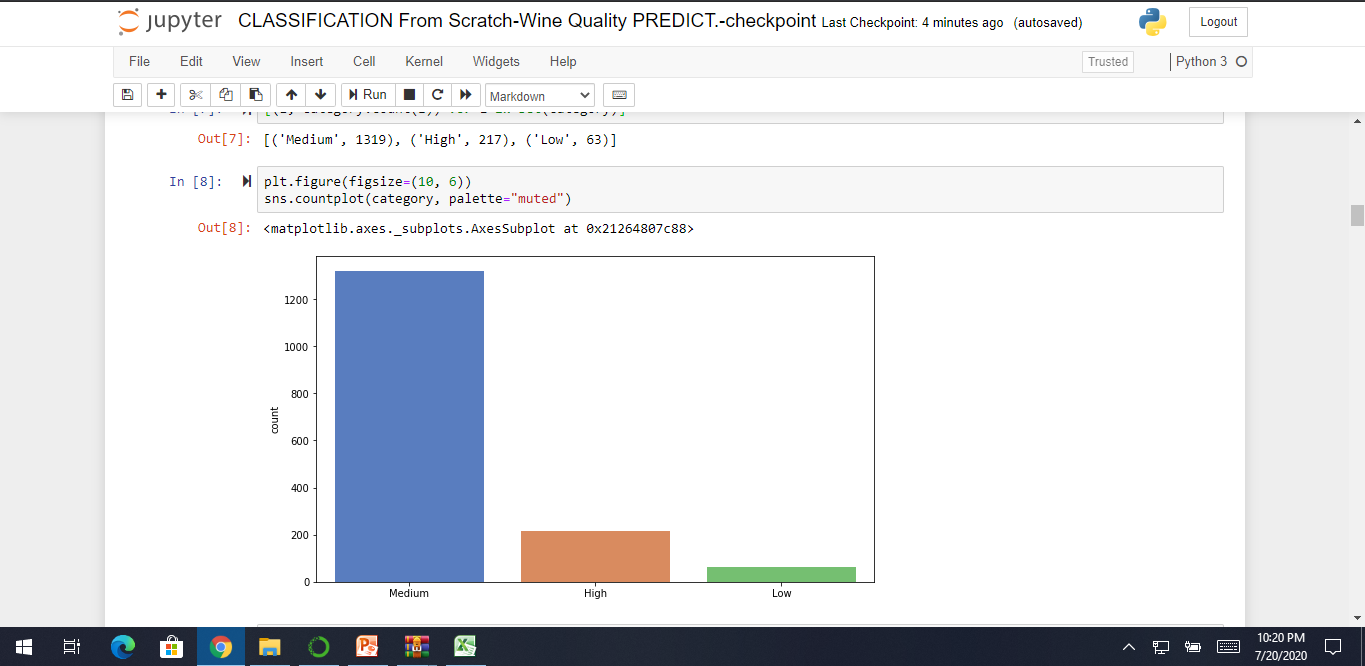 jupyter CLASSIFICATION From Scratch-Wine Quality PREDICT.-checkpoint Last Checkpoint: 4 minutes ago (autosaved) Logout
File Edit View Insert Cell Kernel Widgets Help Trusted Python 3
Run Markdown
Out[7]: [('Medium', 1319), ('High', 217), ('Low', 63)]
In [8]: plt.figure(figsize=(10, 6))
sns.countplot(category, palette="muted")
Out[8]: <matplotlib.axes._subplots.AxesSubplot at 0x21264807c88>
1200
1000
800
count
600
400
200
0
Medium High Low
10:20 PM
7/20/2020